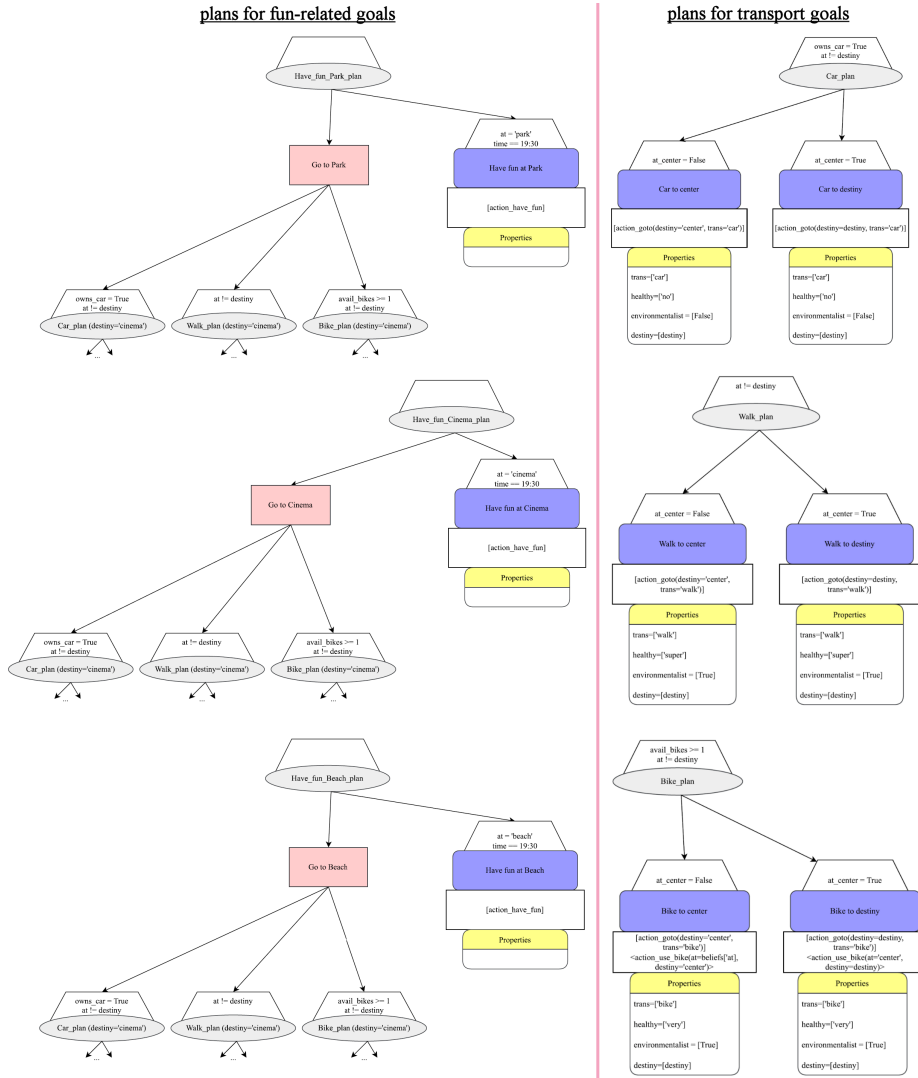 plans for fun-related goals
Have_fun_Park_plan
at = 'park'
time == 19:30
Go to Park
Have fun at Park
[action_have_fun]
Properties
owns_car = True
at != destiny
Car_plan (destiny='cinema')
...
at != destiny
Walk_plan (destiny='cinema')
...
avail_bikes >= 1
at != destiny
Bike_plan (destiny='cinema')
...
Have_fun_Cinema_plan
at = 'cinema'
time == 19:30
Go to Cinema
Have fun at Cinema
[action_have_fun]
Properties
owns_car = True
at != destiny
Car_plan (destiny='cinema')
...
at != destiny
Walk_plan (destiny='cinema')
...
avail_bikes >= 1
at != destiny
Bike_plan (destiny='cinema')
...
Have_fun_Beach_plan
at = 'beach'
time == 19:30
Go to Beach
Have fun at Beach
[action_have_fun]
Properties
owns_car = True
at != destiny
Car_plan (destiny='cinema')
...
at != destiny
Walk_plan (destiny='cinema')
...
avail_bikes >= 1
at != destiny
Bike_plan (destiny='cinema')
...
plans for transport goals
owns_car = True
at != destiny
Car_plan
at_center = False
Car to center
[action_goto(destiny='center', trans='car')]
Properties
trans=['car']
healthy=['no']
environmentalist = [False]
destiny=[destiny]
at_center = True
Car to destiny
[action_goto(destiny=destiny, trans='car')]
Properties
trans=['car']
healthy=['no']
environmentalist = [False]
destiny=[destiny]
at != destiny
Walk_plan
at_center = False
Walk to center
[action_goto(destiny='center',
trans='walk')]
Properties
trans=['walk']
healthy=['super']
environmentalist = [True]
destiny=[destiny]
at_center = True
Walk to destiny
[action_goto(destiny=destiny,
trans='walk')]
Properties
trans=['walk']
healthy=['super']
environmentalist = [True]
destiny=[destiny]
avail_bikes >= 1
at != destiny
Bike_plan
at_center = False
Bike to center
[action_goto(destiny='center',
trans='bike')]
<action_use_bike(at=beliefs['at],
destiny='center')>
Properties
trans=['bike']
healthy=['very']
environmentalist = [True]
destiny=[destiny]
at_center = True
Bike to destiny
[action_goto(destiny=destiny,
trans='bike')]
<action_use_bike(at='center',
destiny=destiny)>
Properties
trans=['bike']
healthy=['very']
environmentalist = [True]
destiny=[destiny]